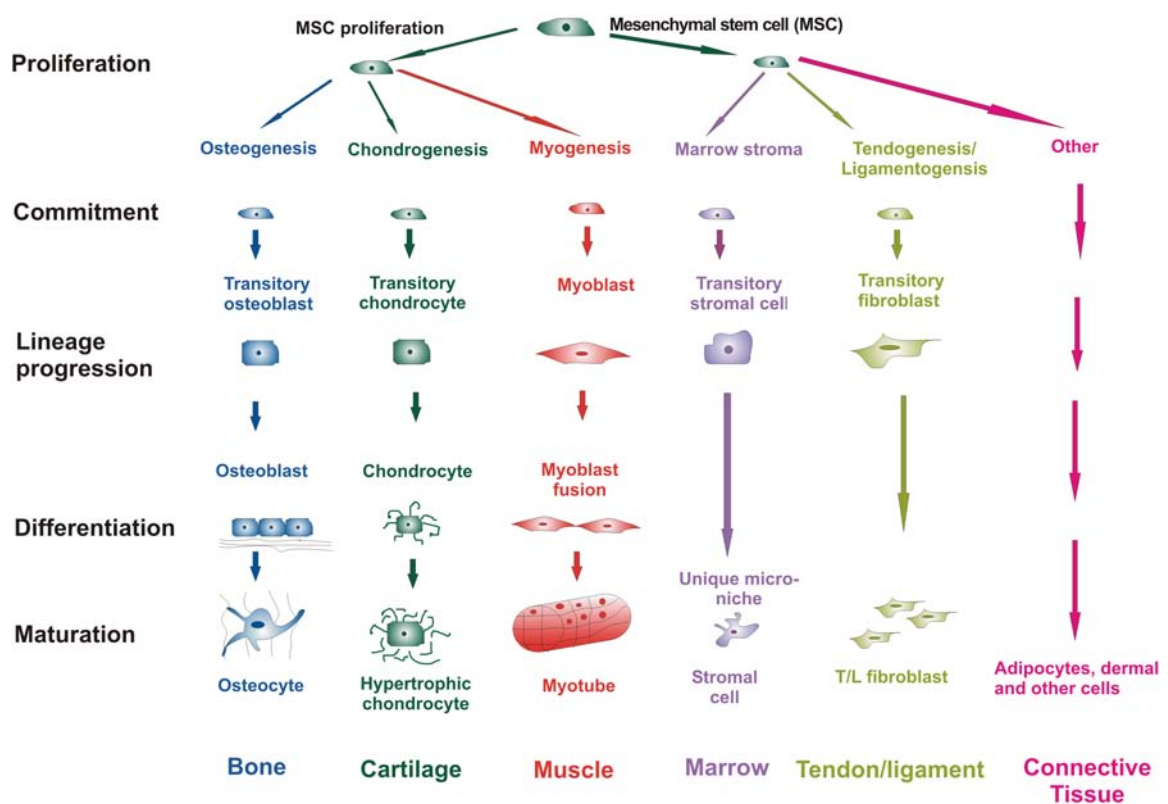 MSC proliferation
Mesenchymal stem cell (MSC)
Proliferation
Osteogenesis
Chondrogenesis
Myogenesis
Marrow stroma
Tendogenesis/
Ligamentogensis
Other
Commitment
Transitory
osteoblast
Transitory
chondrocyte
Myoblast
Transitory
stromal cell
Transitory
fibroblast
Lineage
progression
Osteoblast
Chondrocyte
Myoblast
fusion
Differentiation
Unique micro-
niche
Maturation
Osteocyte
Hypertrophic
chondrocyte
Myotube
Stromal
cell
T/L fibroblast
Adipocytes, dermal
and other cells
Bone
Cartilage
Muscle
Marrow
Tendon/ligament
Connective
Tissue